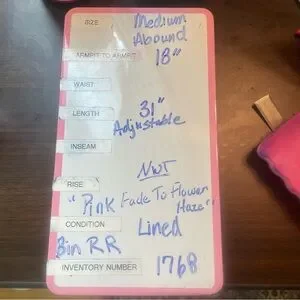 SIZE Medium
Abound
ARMPIT TO ARMPIT 18"
WAIST
LENGTH 31"
Adjustable
INSEAM
NWT
RISE
"Pink Fade To Flower
Haze"
CONDITION Lined
Bin RR
INVENTORY NUMBER 1768